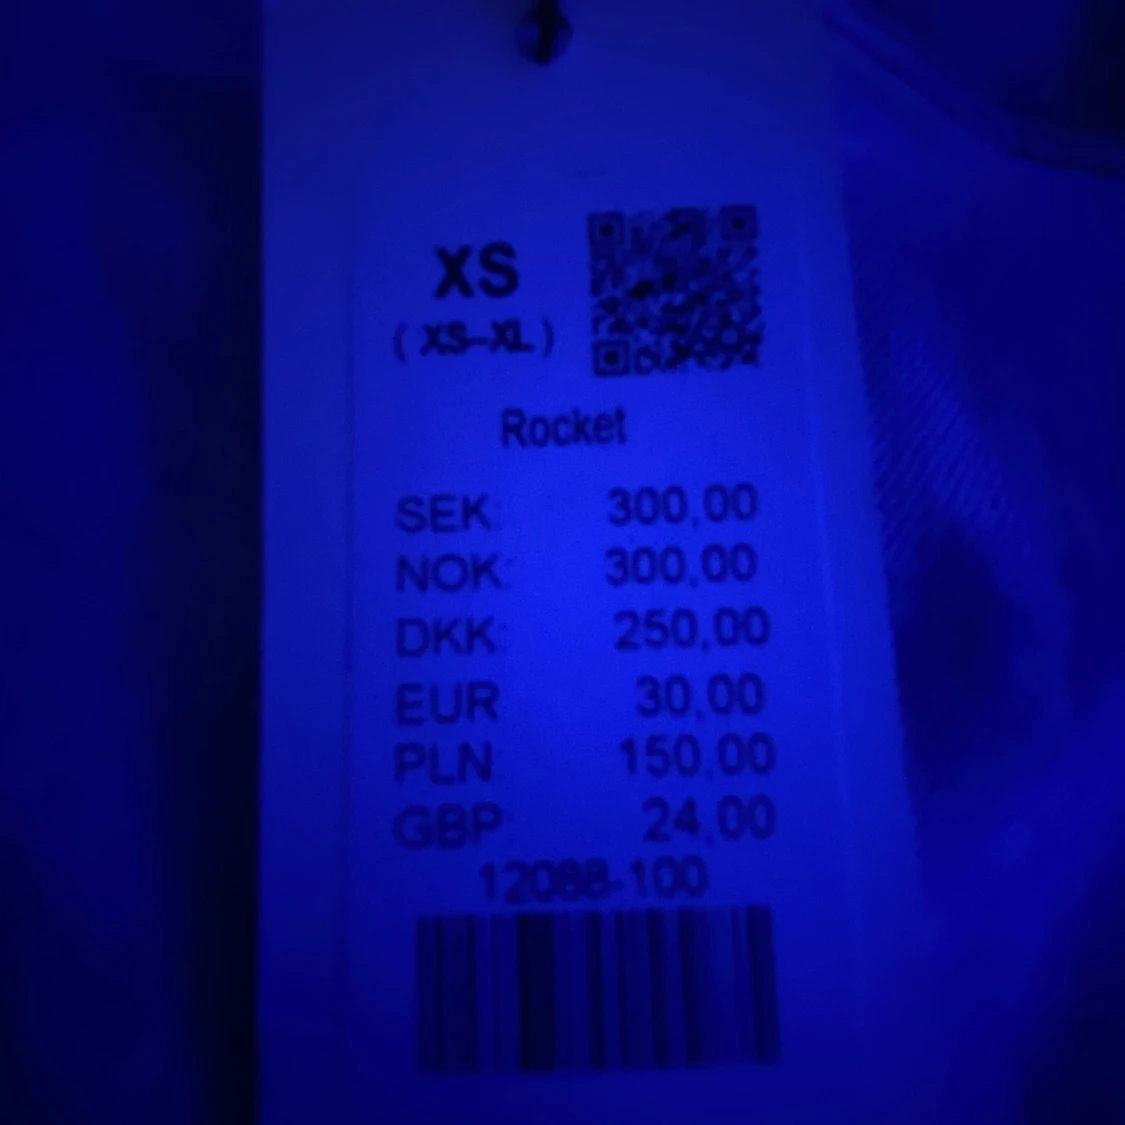 XS
( XS-XL )
Rocket
SEK: 300,00
NOK: 300,00
DKK: 250,00
EUR 30,00
PLN: 150,00
GBP: 24,00
12088-100